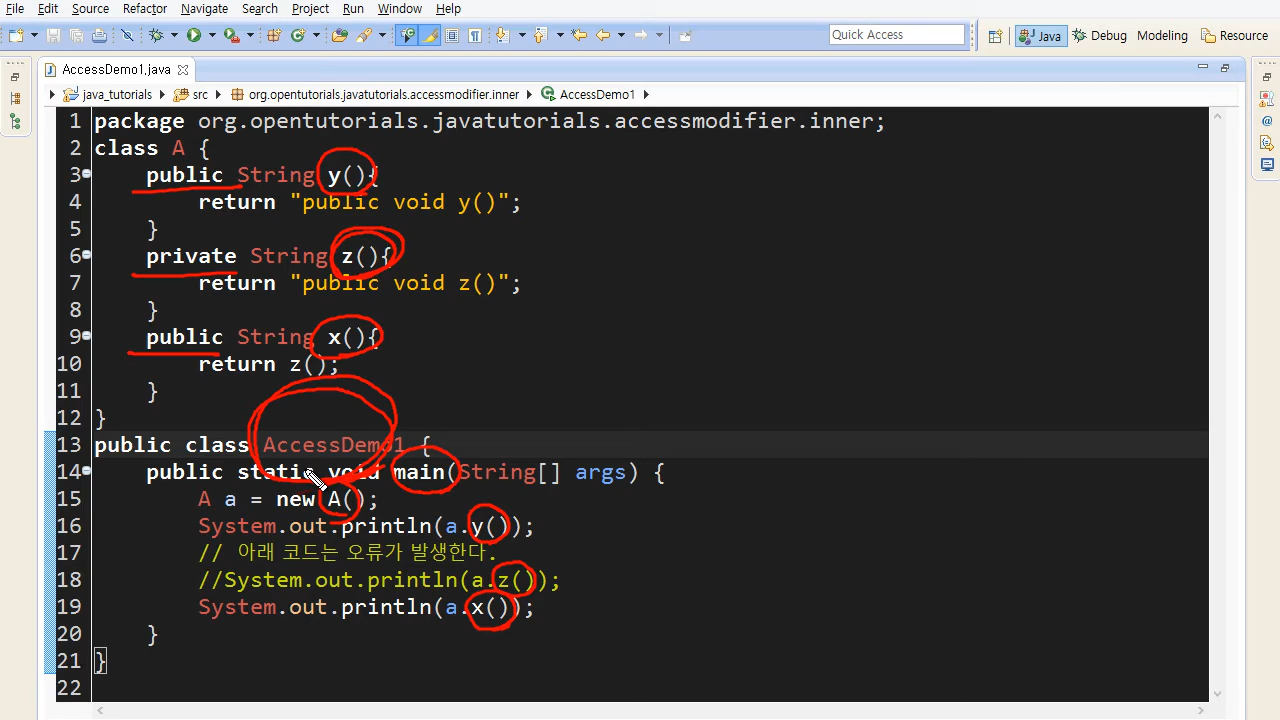 File Edit Source Refactor Navigate Search Project Run Window Help
Quick Access Java Debug Modeling Resource
AccessDemo1.java
java_tutorials src org.opentutorials.javatutorials.accessmodifier.inner AccessDemo1
1 package org.opentutorials.javatutorials.accessmodifier.inner;
2 class A {
3 public String y(){
4 return "public void y()";
5 }
6 private String z(){
7 return "public void z()";
8 }
9 public String x(){
10 return z();
11 }
12 }
13 public class AccessDemo1 {
14 public static void main(String[] args) {
15 A a = new A();
16 System.out.println(a.y());
17 // 아래 코드는 오류가 발생한다.
18 //System.out.println(a.z());
19 System.out.println(a.x());
20 }
21 }
22